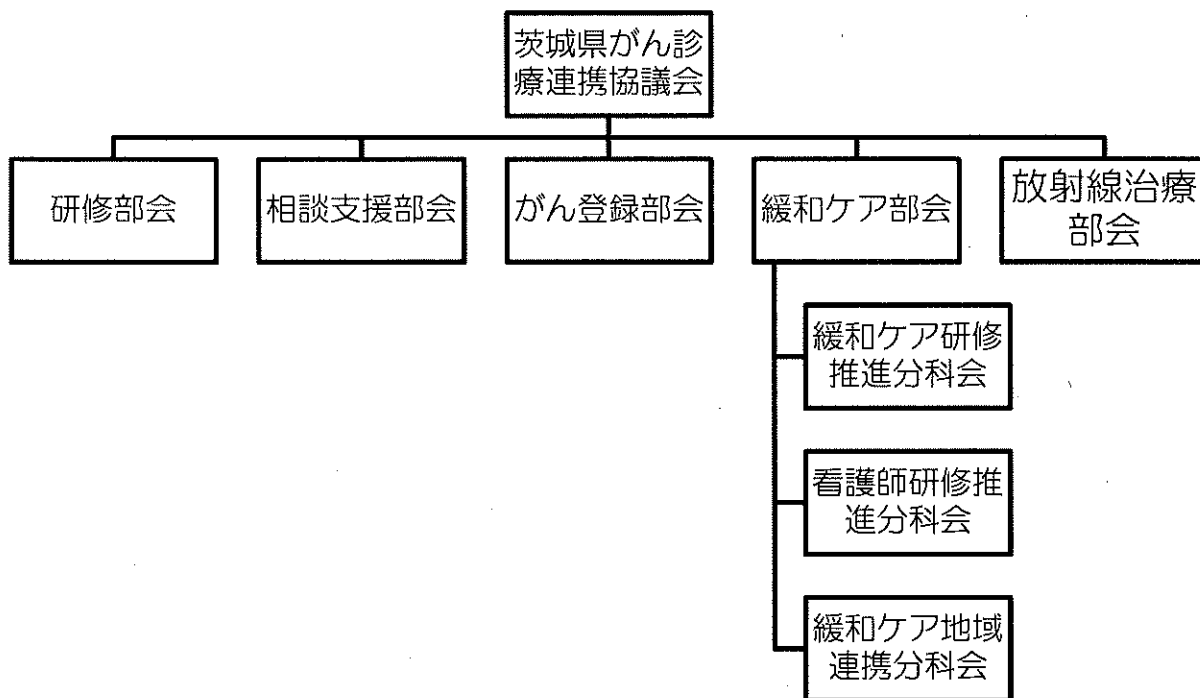 茨城県がん診
療連携協議会
研修部会
相談支援部会
がん登録部会
緩和ケア部会
放射線治療
部会
緩和ケア研修
推進分科会
看護師研修推
進分科会
緩和ケア地域
連携分科会